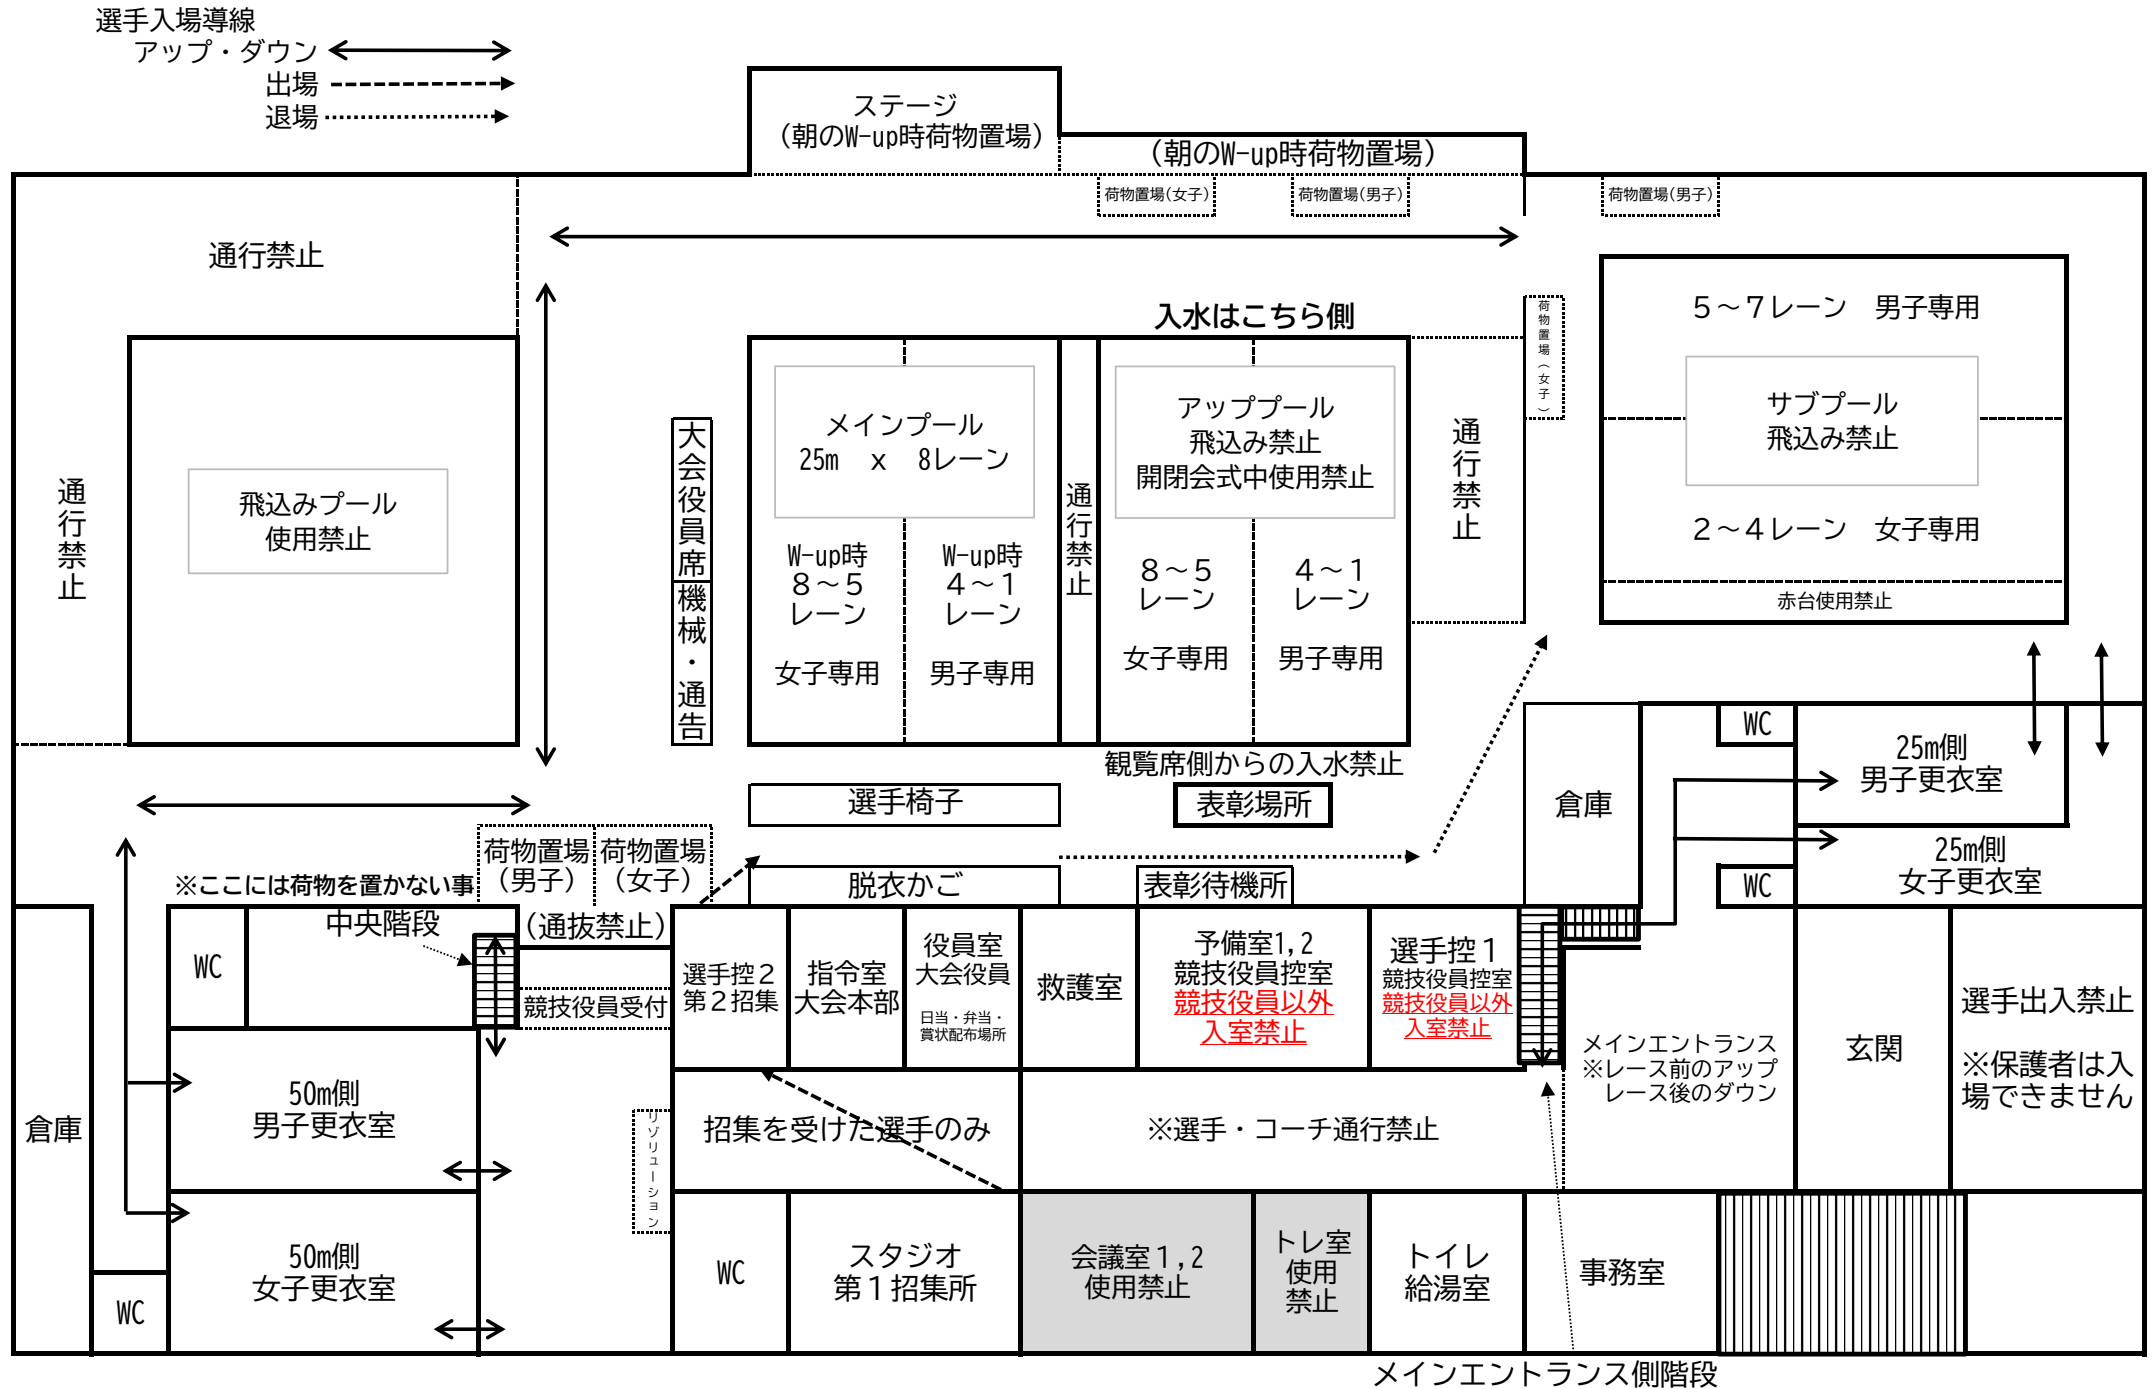 選手入場導線
アップ・ダウン
出場
退場
ステージ
（朝のW-up時荷物置場）
（朝のW-up時荷物置場）
荷物置場（女子）
荷物置場（男子）
荷物置場（男子）
通行禁止
入水はこちら側
荷物置場（女子）
５～７レーン　男子専用
サブプール
飛込み禁止
２～４レーン　女子専用
赤台使用禁止
通行禁止
飛込みプール
使用禁止
大会役員席
機械・通告
メインプール
25m　ｘ　8レーン
W-up時
８～５
レーン
女子専用
W-up時
４～１
レーン
男子専用
通行禁止
アッププール
飛込み禁止
開閉会式中使用禁止
８～５
レーン
女子専用
４～１
レーン
男子専用
通行禁止
観覧席側からの入水禁止
選手椅子
表彰場所
倉庫
WC
25m側
男子更衣室
25m側
女子更衣室
WC
荷物置場
（男子）
荷物置場
（女子）
※ここには荷物を置かない事
脱衣かご
表彰待機所
中央階段
（通抜禁止）
WC
競技役員受付
選手控２
第２招集
指令室
大会本部
役員室
大会役員
日当・弁当・
賞状配布場所
救護室
予備室1,2
競技役員控室
競技役員以外
入室禁止
選手控１
競技役員控室
競技役員以外
入室禁止
メインエントランス
※レース前のアップ
レース後のダウン
玄関
選手出入禁止
※保護者は入
場できません
倉庫
50m側
男子更衣室
リゾリューション
招集を受けた選手のみ
※選手・コーチ通行禁止
50m側
女子更衣室
WC
WC
スタジオ
第１招集所
会議室１,2
使用禁止
トレ室
使用
禁止
トイレ
給湯室
事務室
メインエントランス側階段